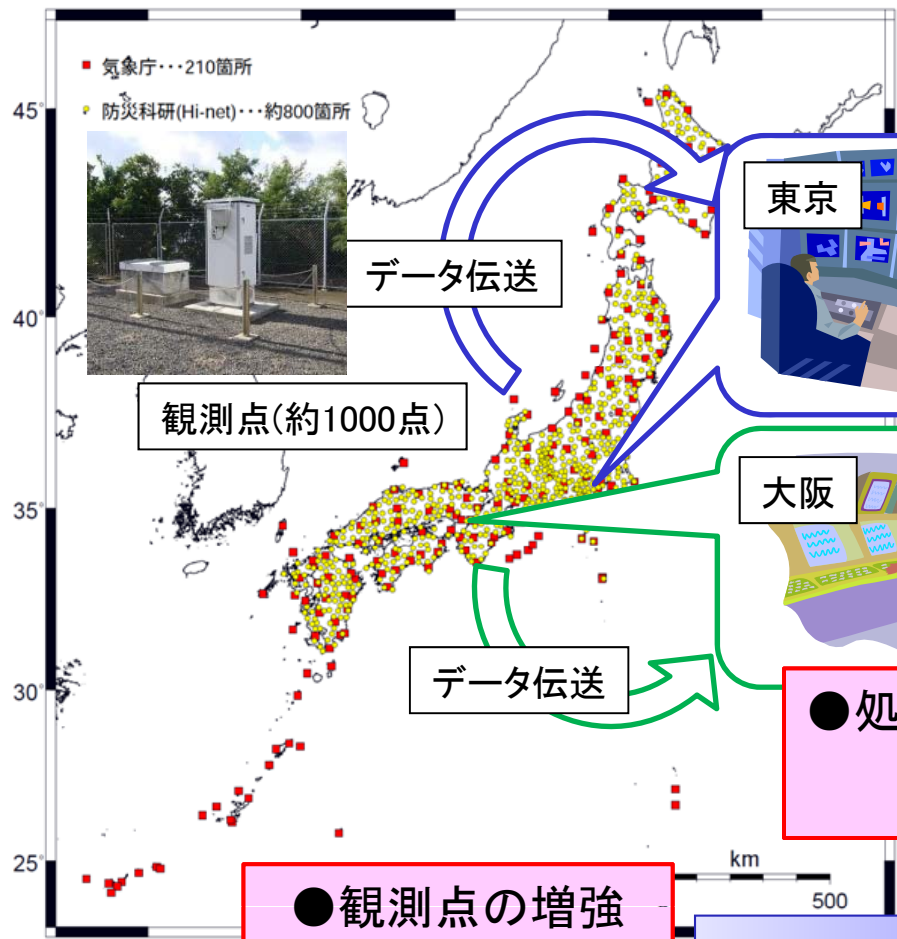 気象庁･･･210箇所
防災科研(Hi-net)･･･約800箇所
45°
東京
データ伝送
40°
観測点(約1000点)
35°
大阪
データ伝送
30°
●処
25°
km
500
●観測点の増強